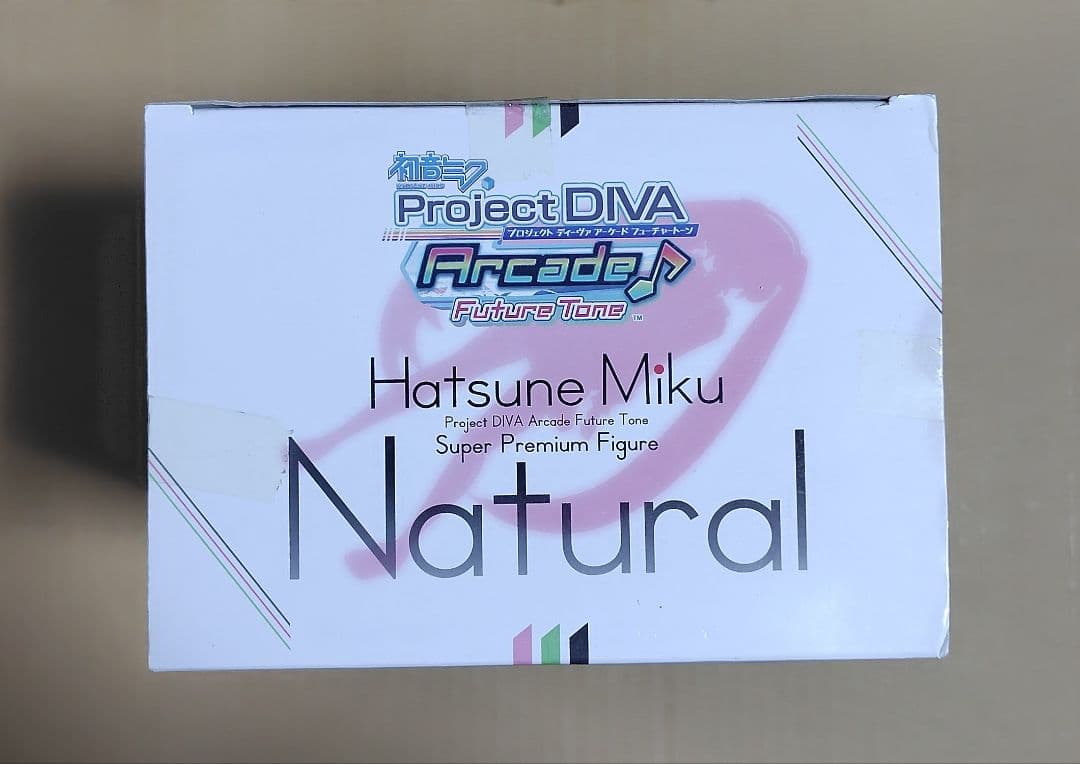 初音ミク
Project DIVA
プロジェクト ディーヴァ アーケード フューチャートーン
Arcade
Future Tone
TM
Hatsune Miku
Project DIVA Arcade Future Tone
Super Premium Figure
Natural